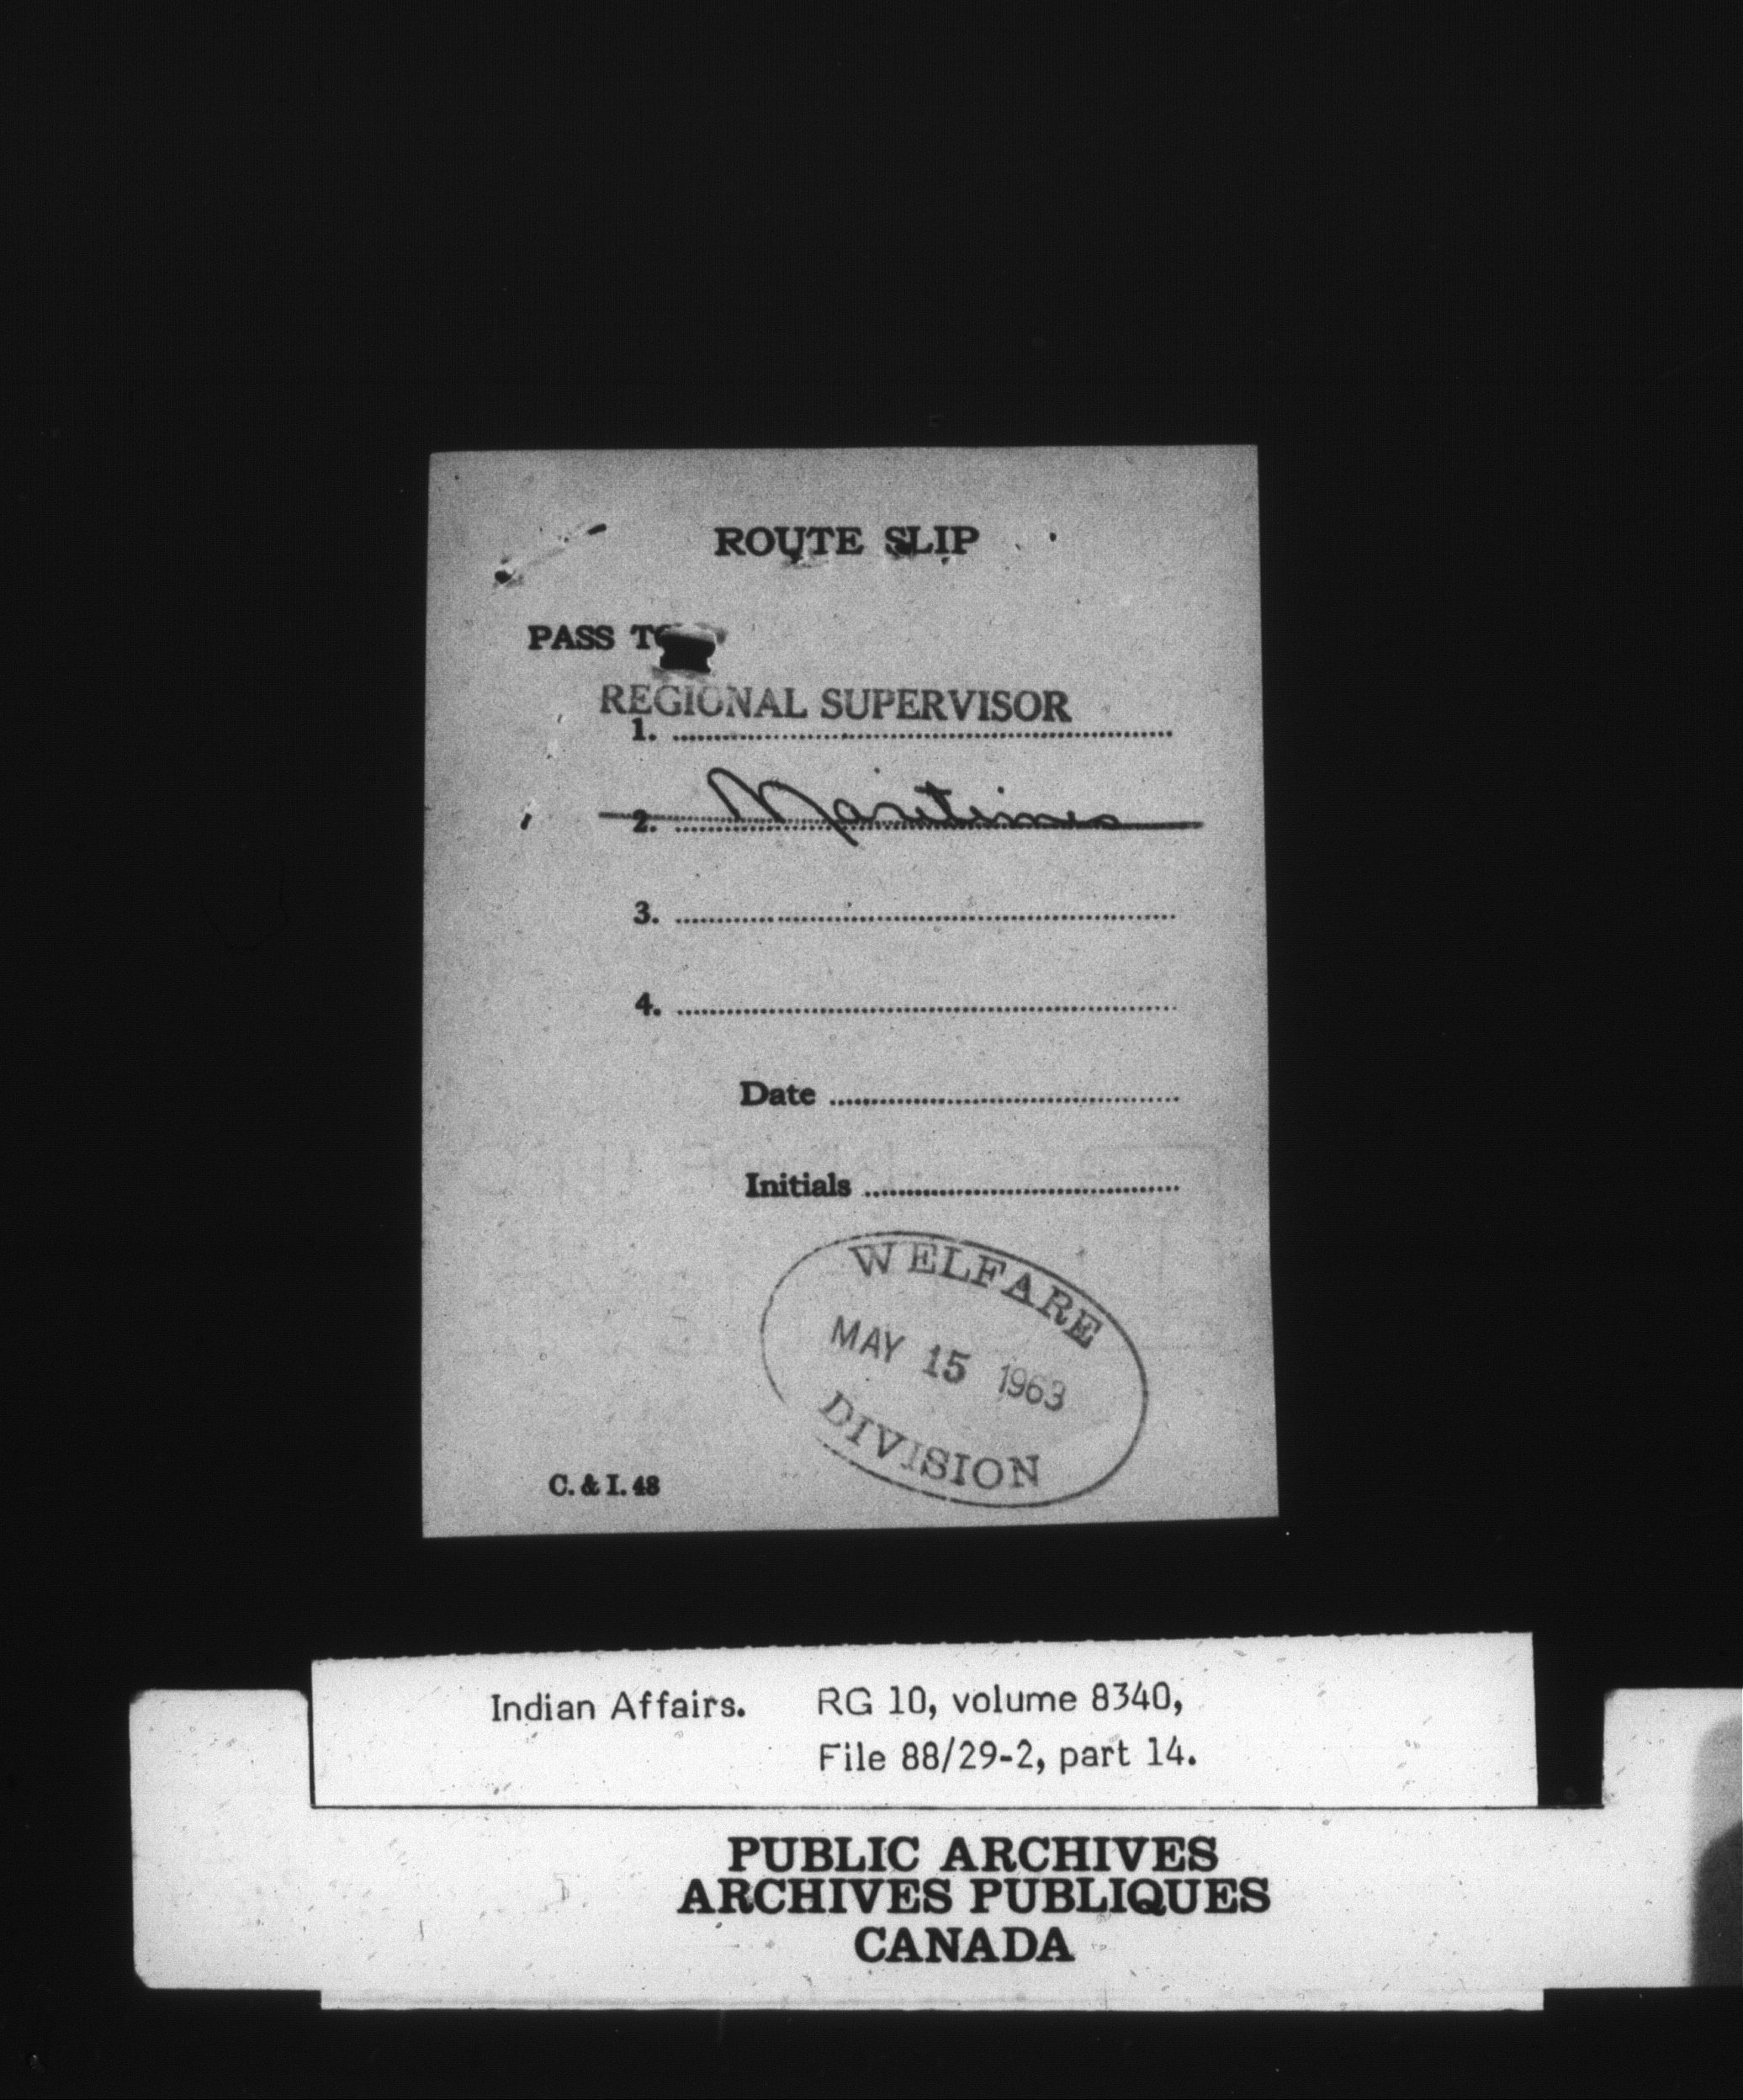 ROUTE SLIP
PASS TO
REGIONAL SUPERVISOR
1.
2. Maritimes
3.
4.
Date
Initials
WELFARE
MAY 15 1963
DIVISION
C. & I. 48
Indian Affairs. RG 10, volume 8340,
File 88/29-2, part 14.
PUBLIC ARCHIVES
ARCHIVES PUBLIQUES
CANADA